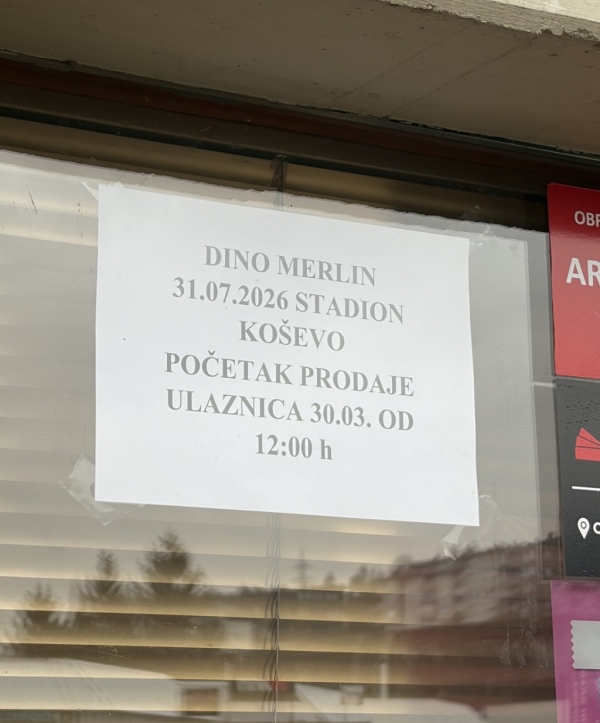 DINO MERLIN
31.07.2026 STADION
KOŠEVO
POČETAK PRODAJE
ULAZNICA 30.03. OD
12:00 h